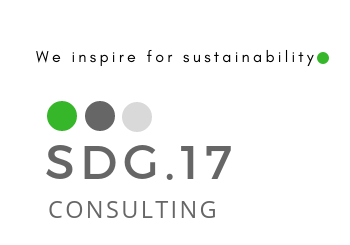 We inspire for sustainability
SDG.17
CONSULTING